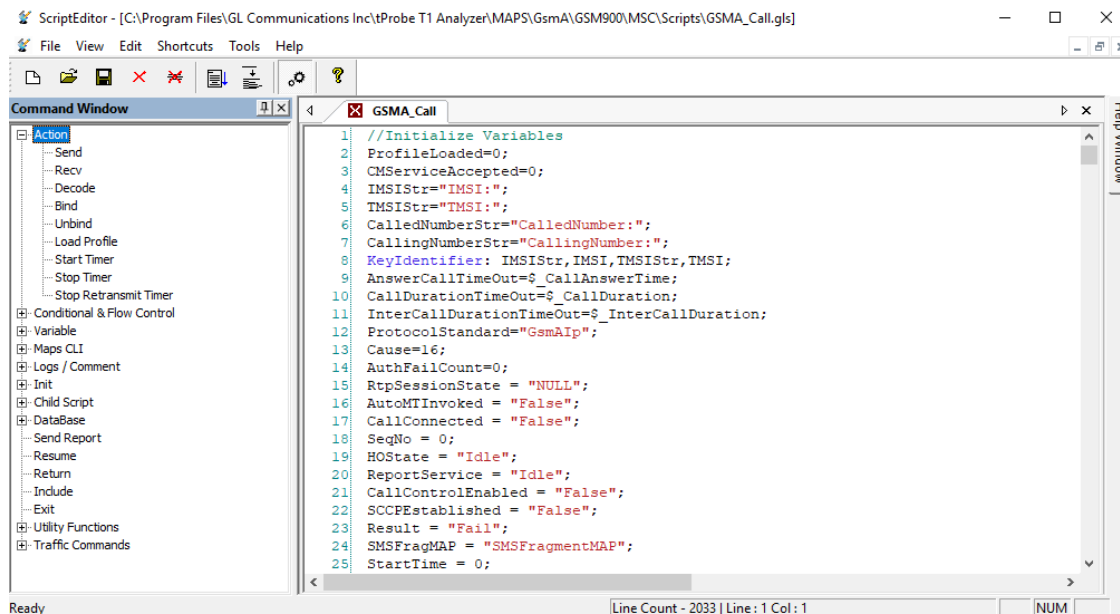 ScriptEditor - [C:\Program Files\GL Communications Inc\tProbe T1 Analyzer\MAPS\GsmA\GSM900\MSC\Scripts\GSMA_Call.gls]
File View Edit Shortcuts Tools Help
Command Window
Action
Send
Recv
Decode
Bind
Unbind
Load Profile
Start Timer
Stop Timer
Stop Retransmit Timer
Conditional & Flow Control
Variable
Maps CLI
Logs / Comment
Init
Child Script
DataBase
Send Report
Resume
Return
Include
Exit
Utility Functions
Traffic Commands
GSMA_Call
1 //Initialize Variables
2 ProfileLoaded=0;
3 CMServiceAccepted=0;
4 IMSIStr="IMSI:";
5 TMSIStr="TMSI:";
6 CalledNumberStr="CalledNumber:";
7 CallingNumberStr="CallingNumber:";
8 KeyIdentifier: IMSIStr,IMSI,TMSIStr,TMSI;
9 AnswerCallTimeOut=$_CallAnswerTime;
10 CallDurationTimeOut=$_CallDuration;
11 InterCallDurationTimeOut=$_InterCallDuration;
12 ProtocolStandard="GsmAIp";
13 Cause=16;
14 AuthFailCount=0;
15 RtpSessionState = "NULL";
16 AutoMTInvoked = "False";
17 CallConnected = "False";
18 SeqNo = 0;
19 HOState = "Idle";
20 ReportService = "Idle";
21 CallControlEnabled = "False";
22 SCCPEstablished = "False";
23 Result = "Fail";
24 SMSFragMAP = "SMSFragmentMAP";
25 StartTime = 0;
Help Window
Ready
Line Count - 2033 | Line : 1 Col : 1
NUM